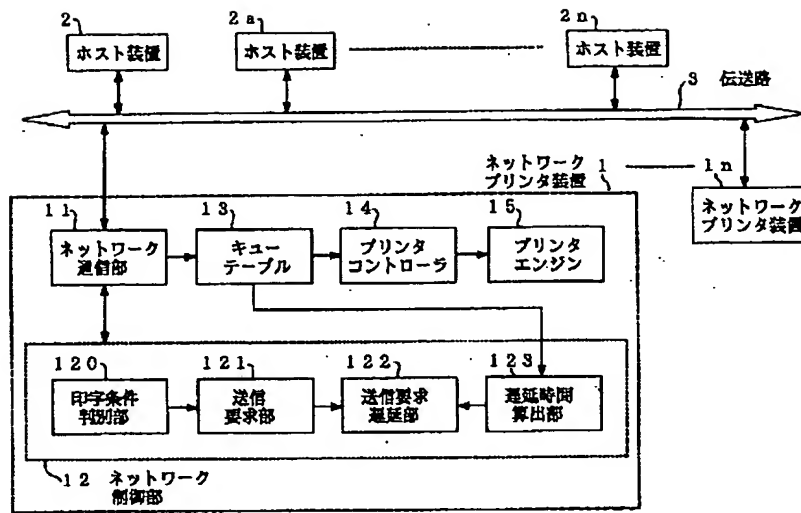 2
2a
2n
ホスト装置
ホスト装置
ホスト装置
3 伝送路
ネットワーク
プリンタ装置
1
1n
ネットワーク
プリンタ装置
11
13
14
15
ネットワーク
通信部
キュー
テーブル
プリンタ
コントローラ
プリンタ
エンジン
120
121
122
123
印字条件
判別部
送信
要求部
送信要求
遅延部
遅延時間
算出部
12 ネットワーク
制御部